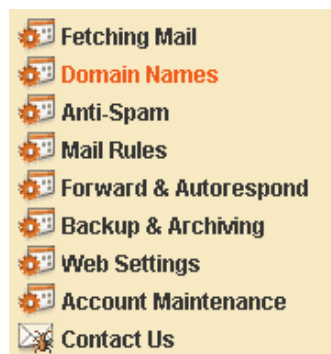 Fetching Mail
Domain Names
Anti-Spam
Mail Rules
Forward & Autorespond
Backup & Archiving
Web Settings
Account Maintenance
Contact Us